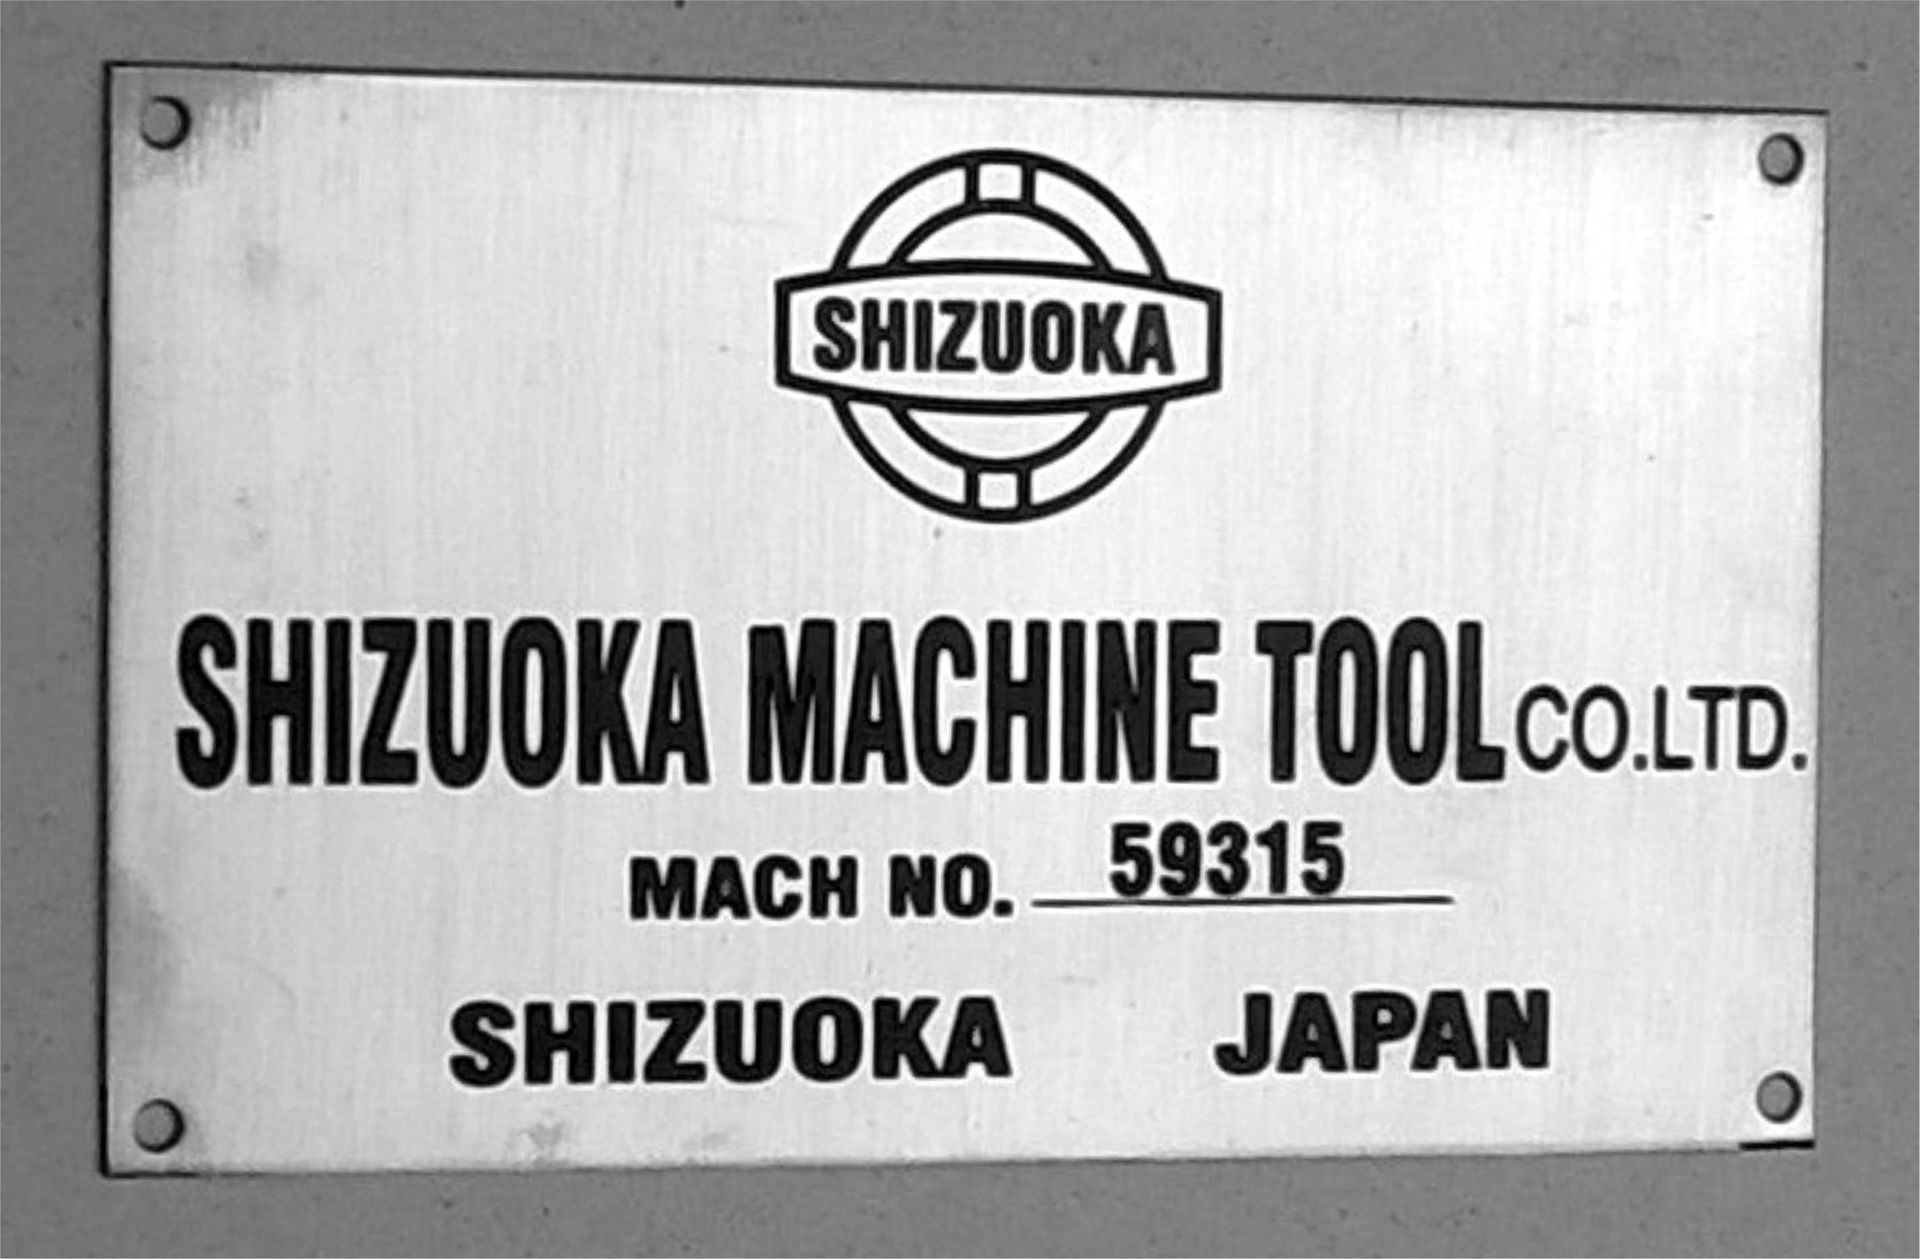 SHIZUOKA
SHIZUOKA MACHINE TOOL CO.LTD.
MACH NO. 59315
SHIZUOKA JAPAN